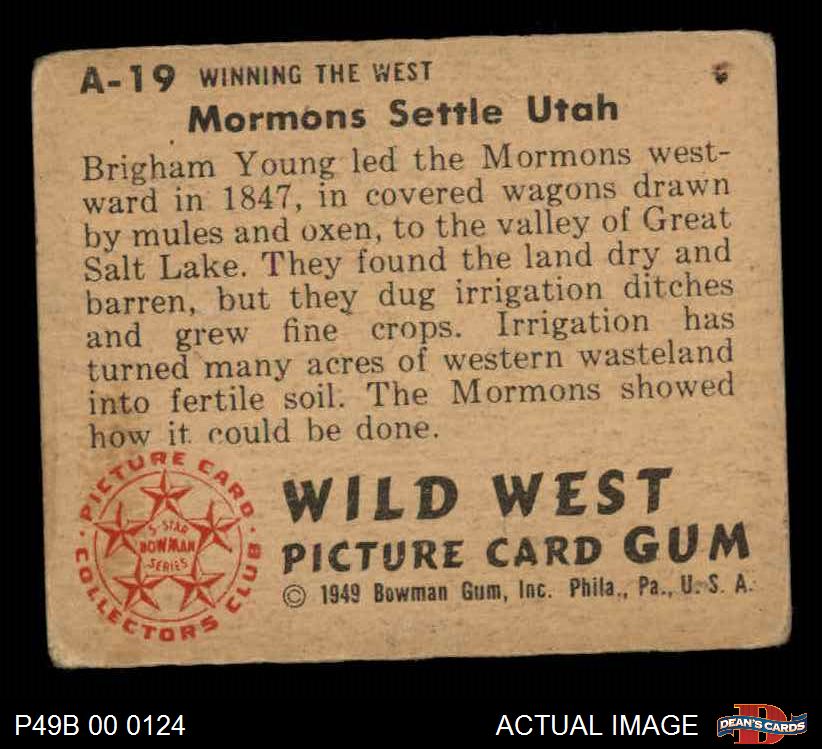 A-19 WINNING THE WEST
Mormons Settle Utah
Brigham Young led the Mormons west-
ward in 1847, in covered wagons drawn
by mules and oxen, to the valley of Great
Salt Lake. They found the land dry and
barren, but they dug irrigation ditches
and grew fine crops. Irrigation has
turned many acres of western wasteland
into fertile soil. The Mormons showed
how it could be done.
PICTURE CARD
COLLECTORS CLUB
5-STAR
BOWMAN
SERIES
WILD WEST
PICTURE CARD GUM
© 1949 Bowman Gum, Inc. Phila., Pa., U. S. A.
P49B 00 0124
ACTUAL IMAGE
DEAN'S CARDS